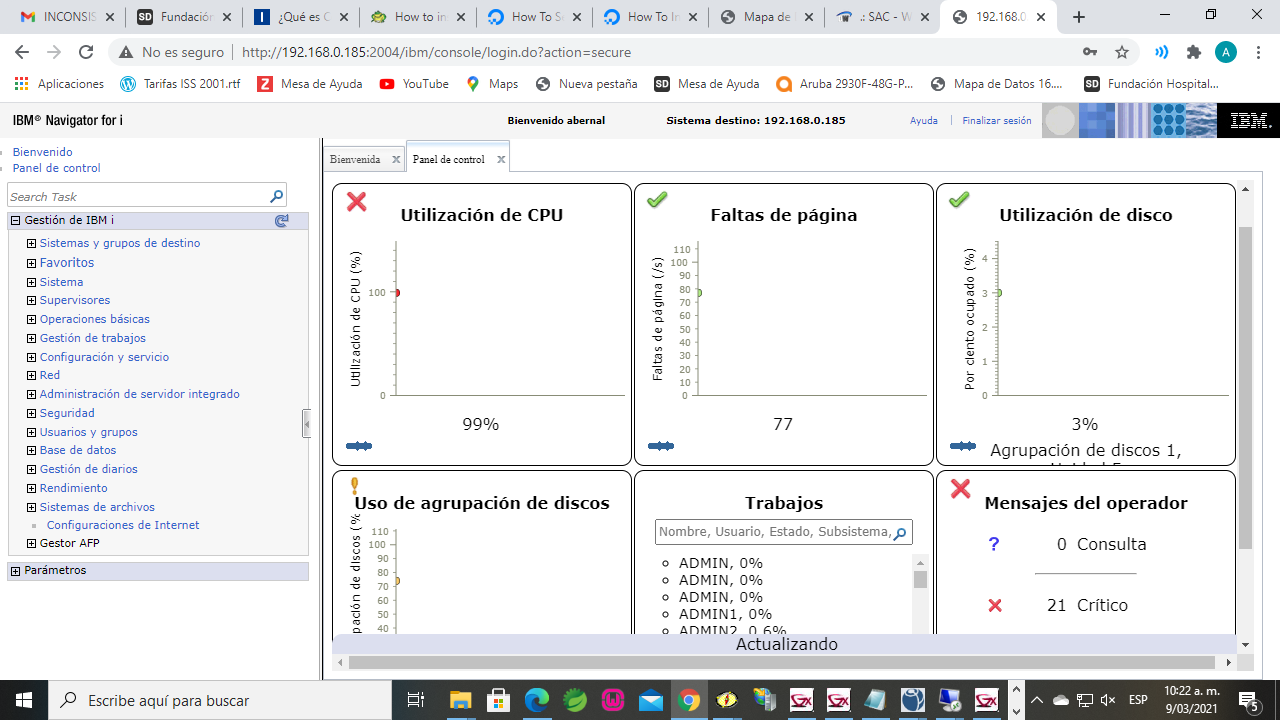 INCONSIS
Fundación
¿Qué es C
How to in
How To Se
How To In
Mapa de
.: SAC - W
192.168.0
No es seguro
http://192.168.0.185:2004/ibm/console/login.do?action=secure
A
Aplicaciones
Tarifas ISS 2001.rtf
Mesa de Ayuda
YouTube
Maps
Nueva pestaña
SD Mesa de Ayuda
Aruba 2930F-48G-P...
Mapa de Datos 16....
SD Fundación Hospital...
IBM® Navigator for i
Bienvenido abernal
Sistema destino: 192.168.0.185
Ayuda
Finalizar sesión
IBM.
Bienvenido
Panel de control
Search Task
Gestión de IBM i
Sistemas y grupos de destino
Favoritos
Sistema
Supervisores
Operaciones básicas
Gestión de trabajos
Configuración y servicio
Red
Administración de servidor integrado
Seguridad
Usuarios y grupos
Base de datos
Gestión de diarios
Rendimiento
Sistemas de archivos
Configuraciones de Internet
Gestor AFP
Parámetros
Bienvenida
Panel de control
Utilización de CPU
Utilización de CPU (%)
100
0
99%
Faltas de página
Faltas de página (/s)
110
100
90
80
70
60
50
40
30
20
10
0
77
Utilización de disco
Por ciento ocupado (%)
4
3
2
1
0
3%
Agrupación de discos 1,
Uso de agrupación de discos
pación de discos (%
110
100
90
80
70
60
50
40
Trabajos
Nombre, Usuario, Estado, Subsistema,
ADMIN, 0%
ADMIN, 0%
ADMIN, 0%
ADMIN1, 0%
ADMIN2, 0.6%
Mensajes del operador
? 0 Consulta
21 Crítico
Actualizando
Escribe aquí para buscar
ESP
10:22 a. m.
9/03/2021
5